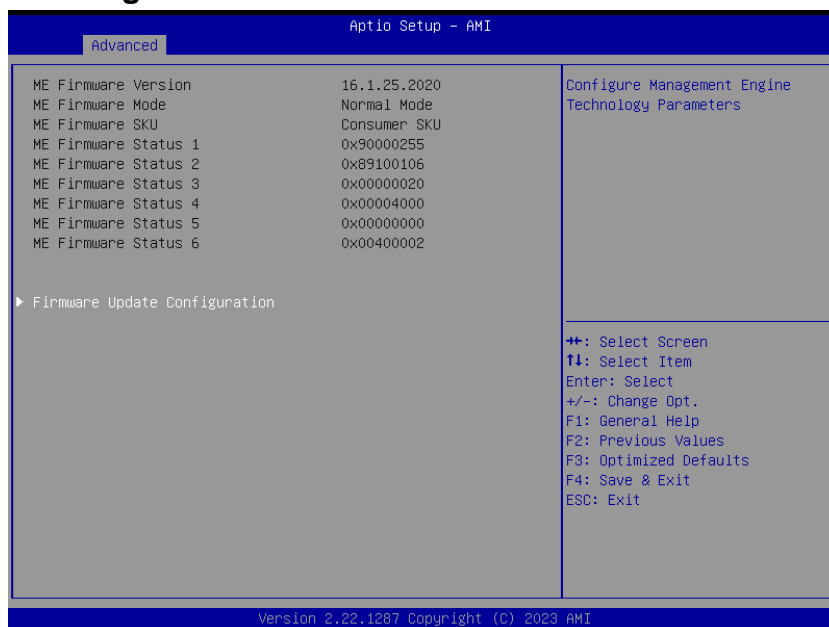 Aptio Setup – AMI
Advanced
ME Firmware Version 16.1.25.2020
ME Firmware Mode Normal Mode
ME Firmware SKU Consumer SKU
ME Firmware Status 1 0x90000255
ME Firmware Status 2 0x89100106
ME Firmware Status 3 0x00000020
ME Firmware Status 4 0x00004000
ME Firmware Status 5 0x00000000
ME Firmware Status 6 0x00400002
▶ Firmware Update Configuration
Configure Management Engine
Technology Parameters
→←: Select Screen
↑↓: Select Item
Enter: Select
+/-: Change Opt.
F1: General Help
F2: Previous Values
F3: Optimized Defaults
F4: Save & Exit
ESC: Exit
Version 2.22.1287 Copyright (C) 2023 AMI